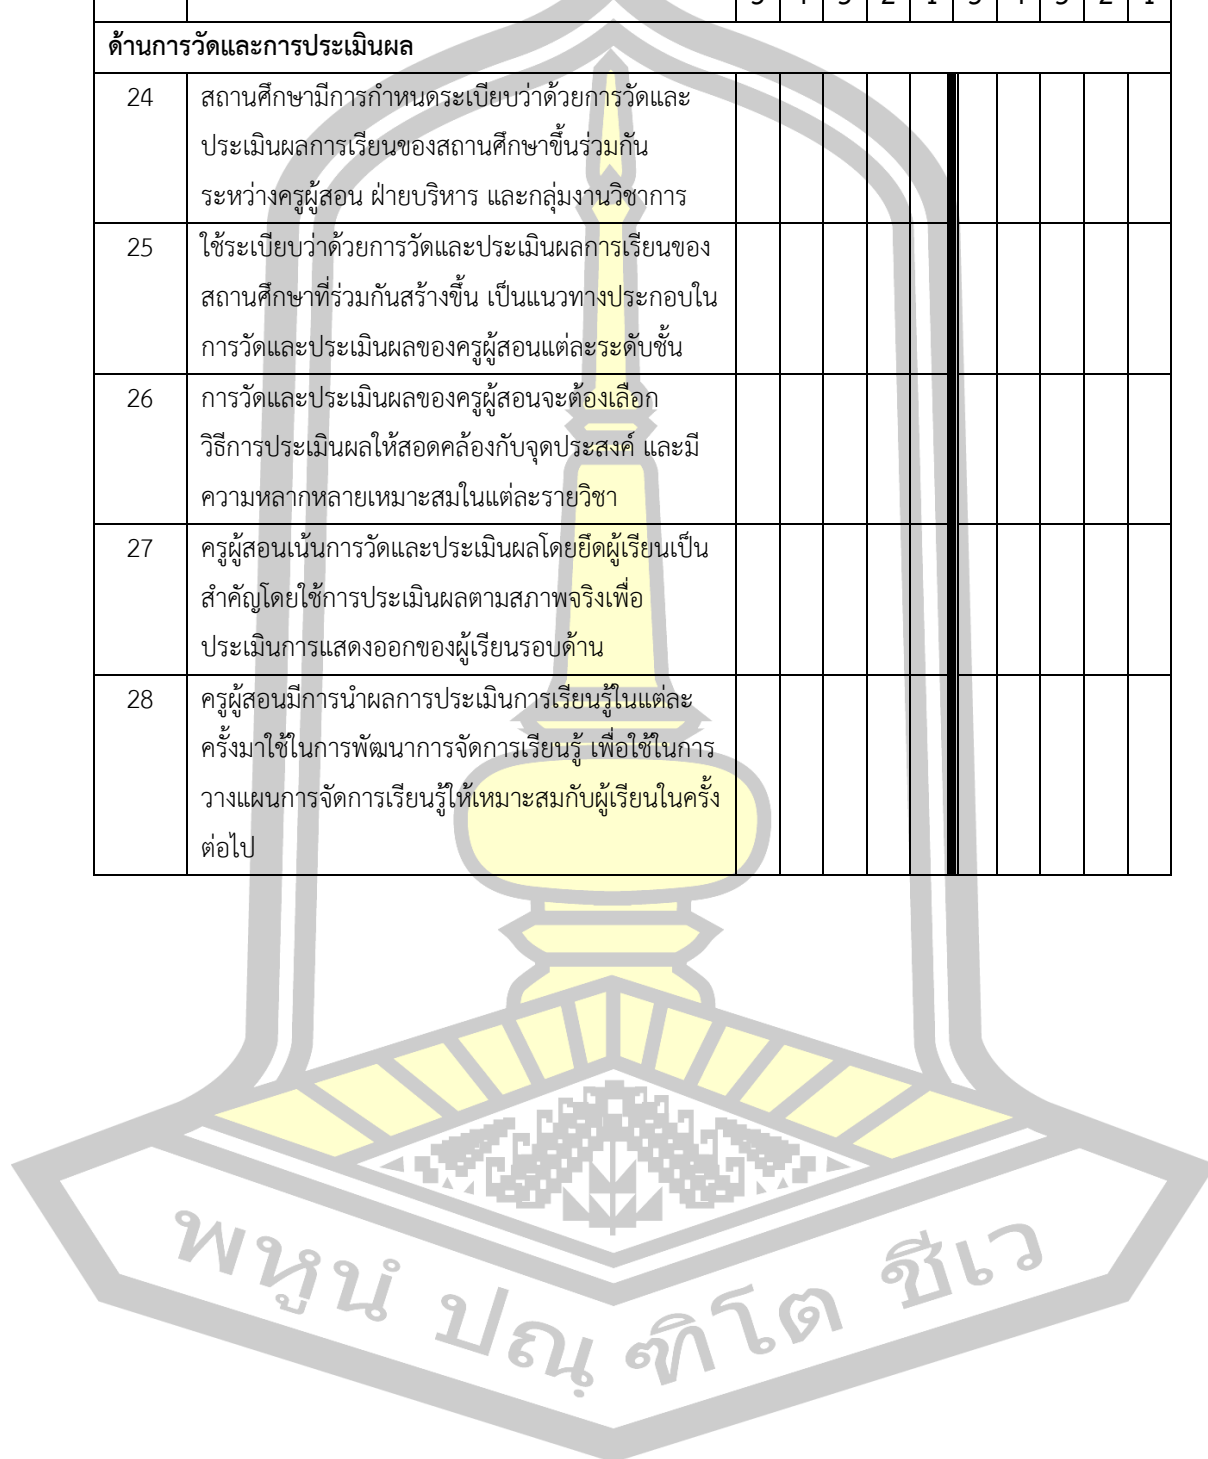 5 4 3 2 1 5 4 3 2 1
ด้านการวัดและการประเมินผล
24 สถานศึกษามีการกำหนดระเบียบว่าด้วยการวัดและ
ประเมินผลการเรียนของสถานศึกษาขึ้นร่วมกัน
ระหว่างครูผู้สอน ฝ่ายบริหาร และกลุ่มงานวิชาการ
25 ใช้ระเบียบว่าด้วยการวัดและประเมินผลการเรียนของ
สถานศึกษาที่ร่วมกันสร้างขึ้น เป็นแนวทางประกอบใน
การวัดและประเมินผลของครูผู้สอนแต่ละระดับชั้น
26 การวัดและประเมินผลของครูผู้สอนจะต้องเลือก
วิธีการประเมินผลให้สอดคล้องกับจุดประสงค์ และมี
ความหลากหลายเหมาะสมในแต่ละรายวิชา
27 ครูผู้สอนเน้นการวัดและประเมินผลโดยยึดผู้เรียนเป็น
สำคัญโดยใช้การประเมินผลตามสภาพจริงเพื่อ
ประเมินการแสดงออกของผู้เรียนรอบด้าน
28 ครูผู้สอนมีการนำผลการประเมินการเรียนรู้ในแต่ละ
ครั้งมาใช้ในการพัฒนาการจัดการเรียนรู้ เพื่อใช้ในการ
วางแผนการจัดการเรียนรู้ให้เหมาะสมกับผู้เรียนในครั้ง
ต่อไป
พหูนํ ปณฺฑิโต ชีเว